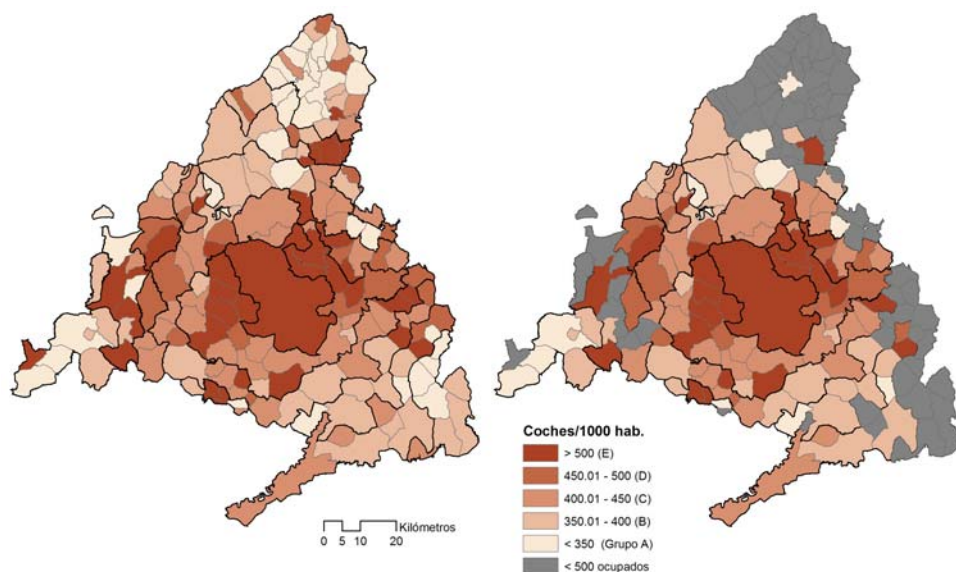 Coches/1000 hab.
> 500 (E)
450.01 - 500 (D)
400.01 - 450 (C)
350.01 - 400 (B)
< 350 (Grupo A)
< 500 ocupados
Kilómetros
0 5 10 20